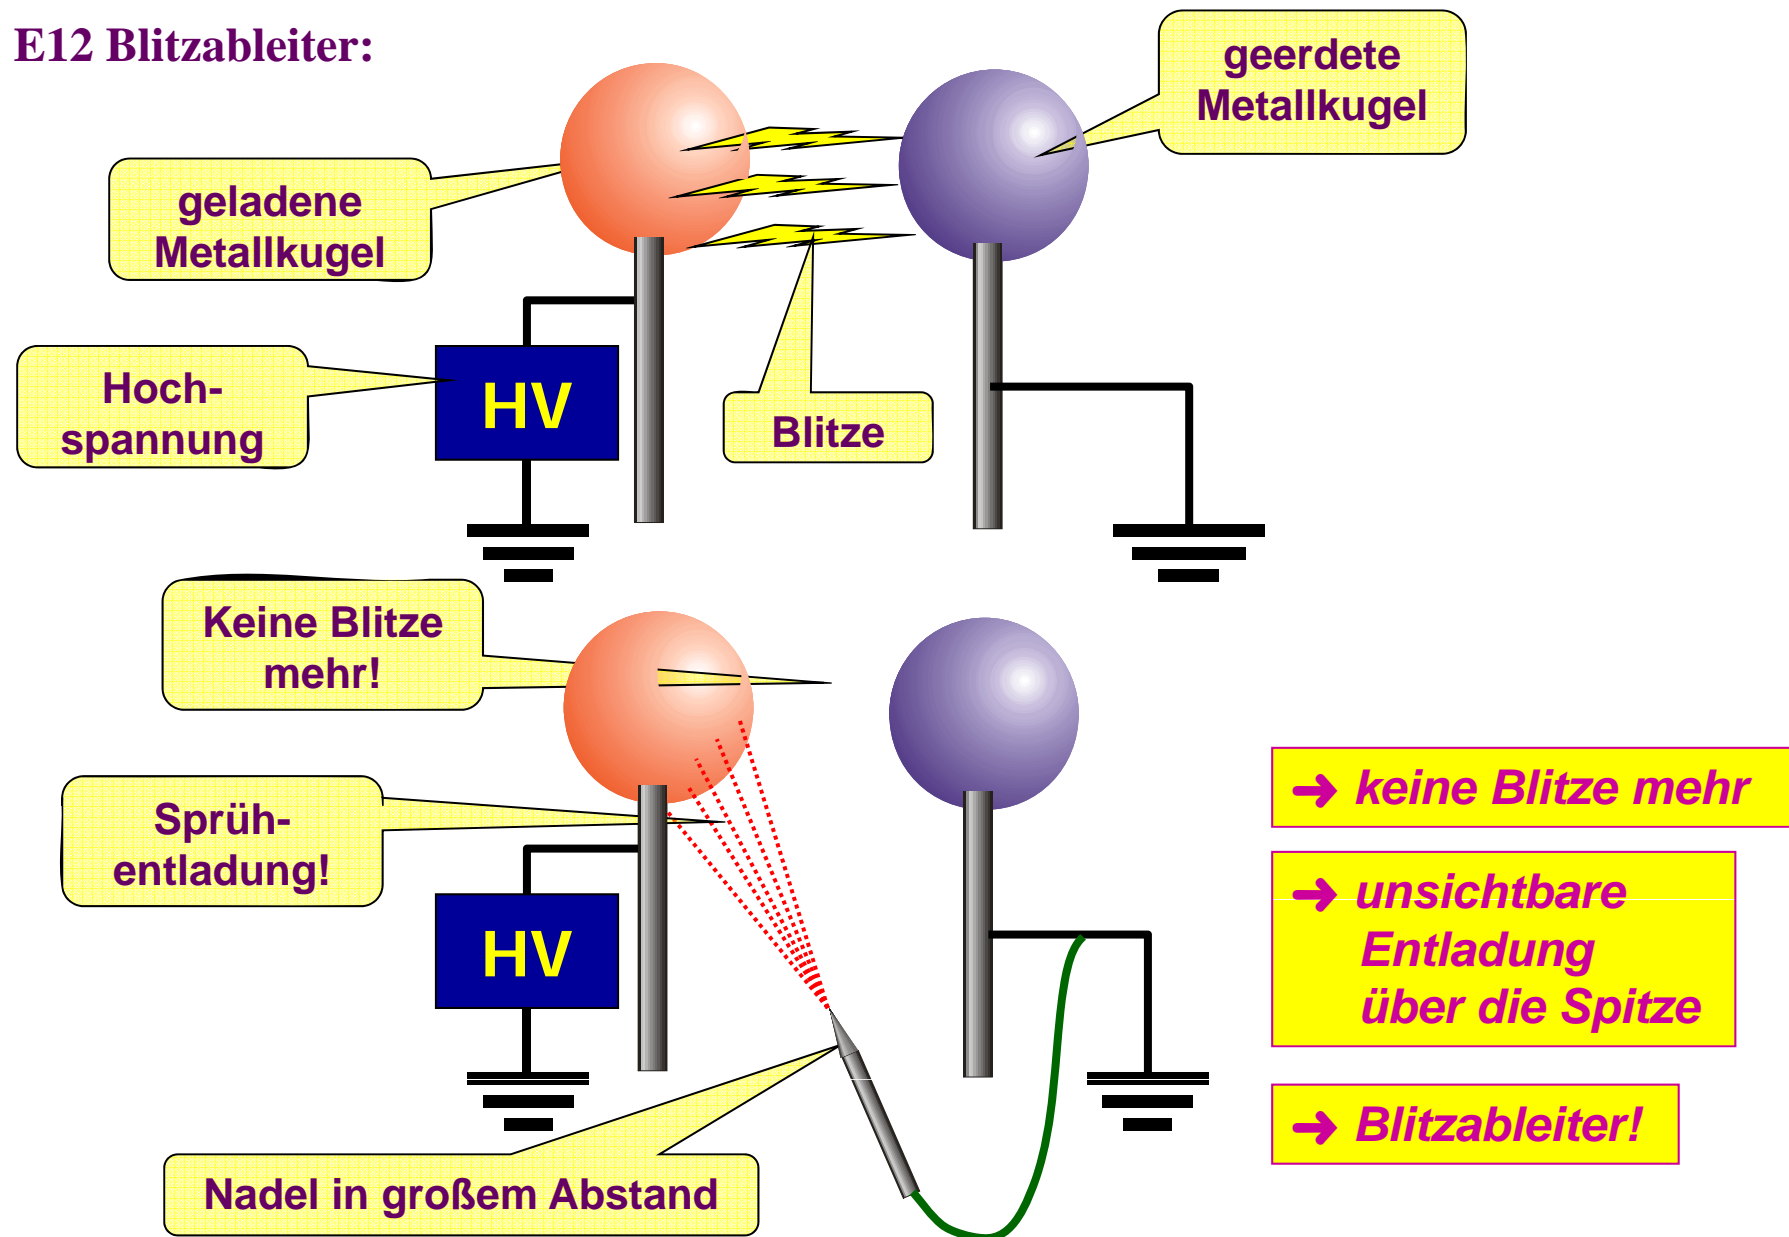 E12 Blitzableiter:
geerdete
Metallkugel
geladene
Metallkugel
Hoch-
spannung
HV
Blitze
Keine Blitze
mehr!
Sprüh-
entladung!
HV
Nadel in großem Abstand
➜ keine Blitze mehr
➜ unsichtbare
Entladung
über die Spitze
➜ Blitzableiter!